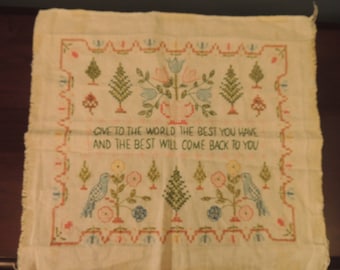 GIVE TO THE WORLD THE BEST YOU HAVE
AND THE BEST WILL COME BACK TO YOU